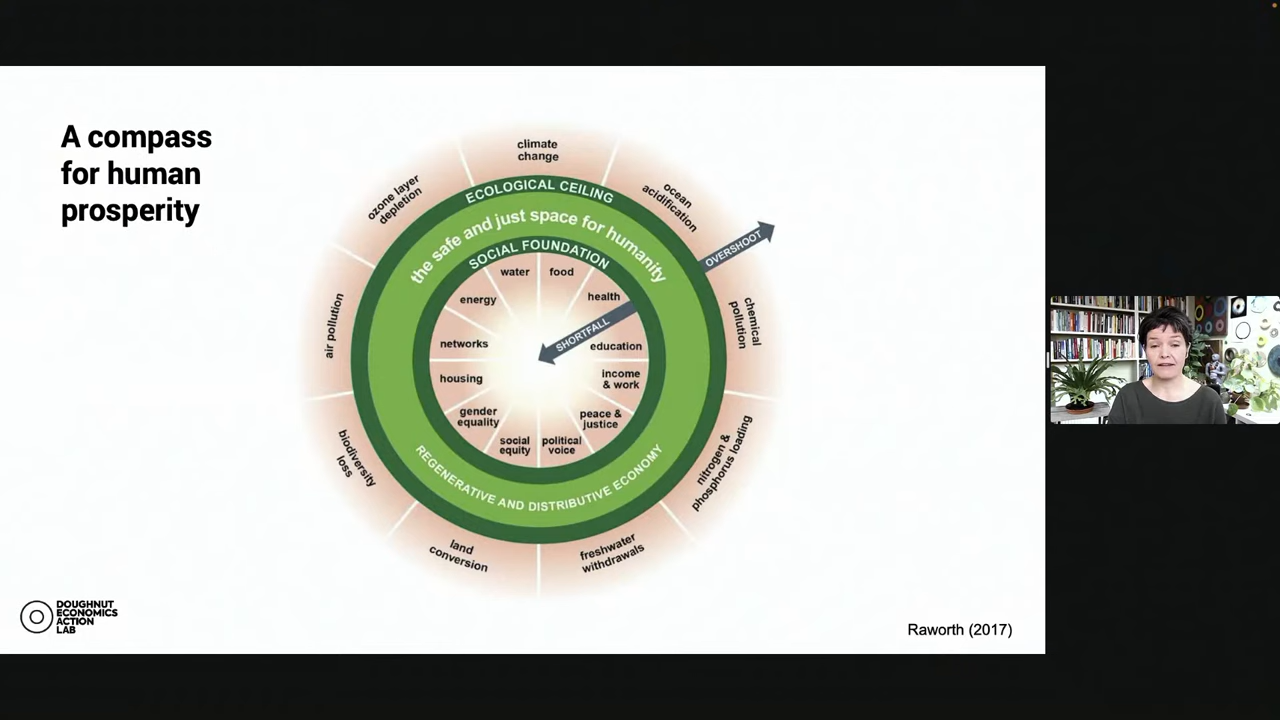 A compass
for human
prosperity
climate
change
ocean
acidification
chemical
pollution
nitrogen &
phosphorus loading
freshwater
withdrawals
land
conversion
biodiversity
loss
air pollution
ozone layer
depletion
ECOLOGICAL CEILING
the safe and just space for humanity
SOCIAL FOUNDATION
OVERSHOOT
SHORTFALL
water
food
health
education
income
& work
peace &
justice
political
voice
social
equity
gender
equality
housing
networks
energy
REGENERATIVE AND DISTRIBUTIVE ECONOMY
DOUGHNUT
ECONOMICS
ACTION
LAB
Raworth (2017)